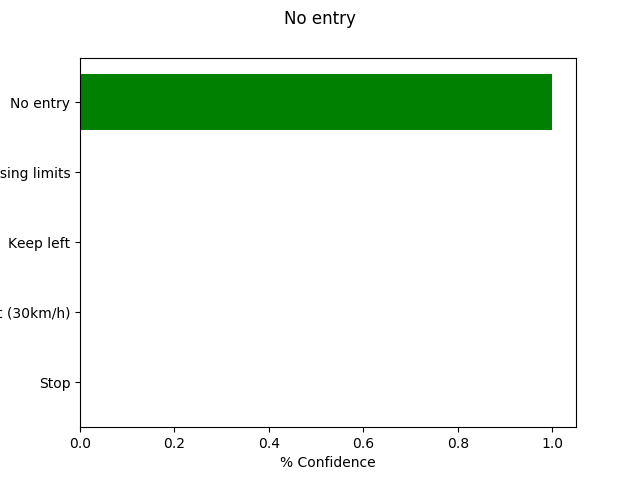 No entry
No entry
sing limits
Keep left
(30km/h)
Stop
0.0 0.2 0.4 0.6 0.8 1.0
% Confidence